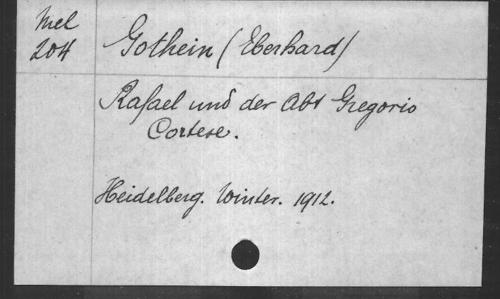 Mel
204
Gothein (Eberhard)
Rafael und der Abt Gregorio
Cortese.
Heidelberg. Winter. 1912.